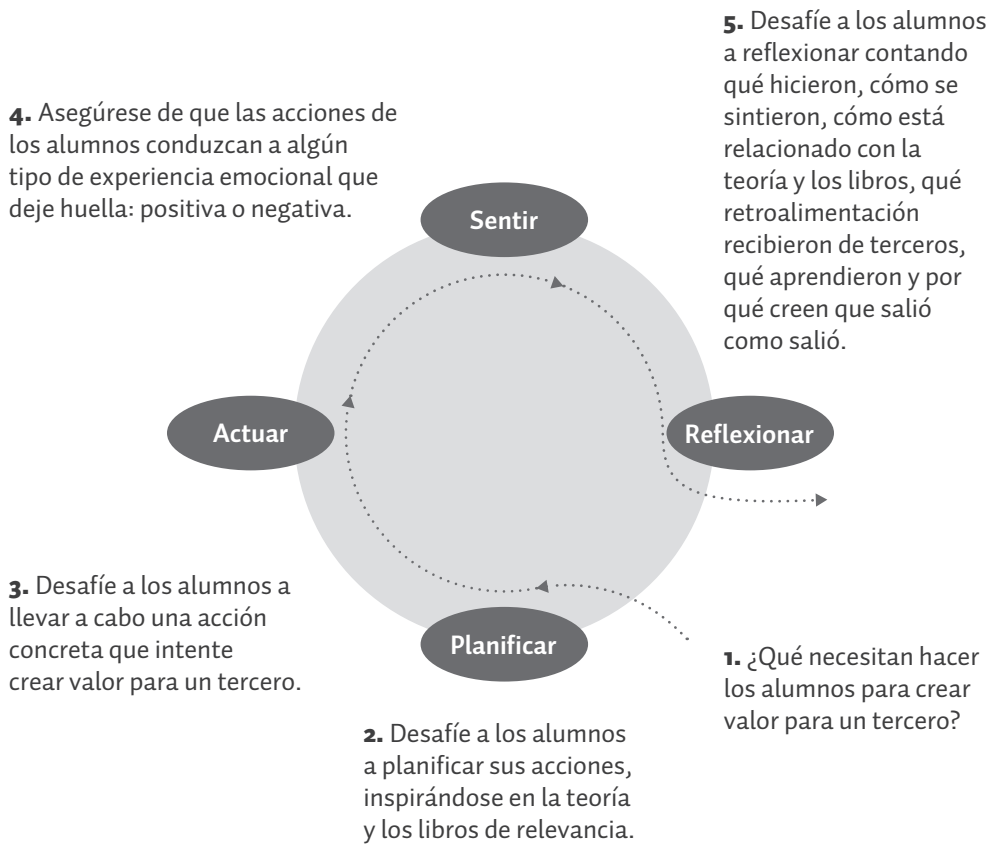 1. ¿Qué necesitan hacer
los alumnos para crear
valor para un tercero?
Planificar
2. Desafíe a los alumnos
a planificar sus acciones,
inspirándose en la teoría
y los libros de relevancia.
Actuar
3. Desafíe a los alumnos a
llevar a cabo una acción
concreta que intente
crear valor para un tercero.
Sentir
4. Asegúrese de que las acciones de
los alumnos conduzcan a algún
tipo de experiencia emocional que
deje huella: positiva o negativa.
Reflexionar
5. Desafíe a los alumnos
a reflexionar contando
qué hicieron, cómo se
sintieron, cómo está
relacionado con la
teoría y los libros, qué
retroalimentación
recibieron de terceros,
qué aprendieron y por
qué creen que salió
como salió.